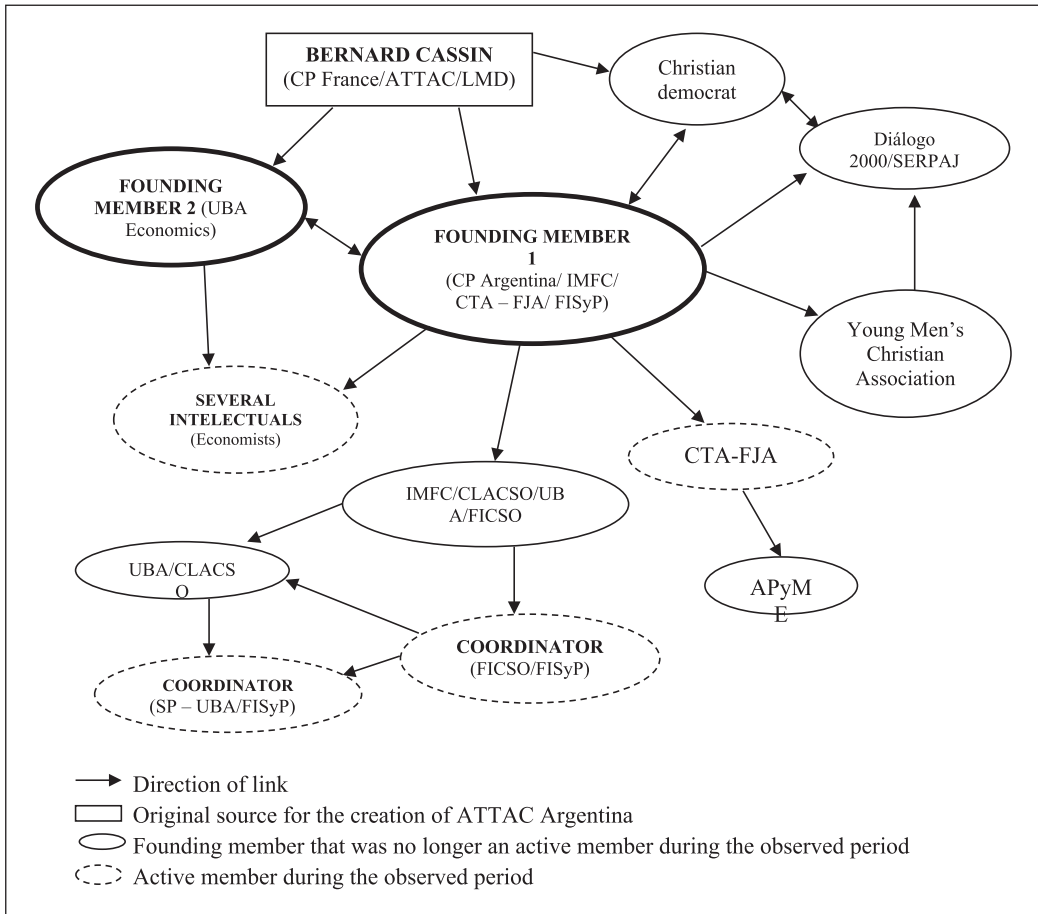 BERNARD CASSIN
(CP France/ATTAC/LMD)
Christian
democrat
Diálogo
2000/SERPAJ
FOUNDING
MEMBER 2 (UBA
Economics)
FOUNDING MEMBER
1
(CP Argentina/ IMFC/
CTA – FJA/ FISyP)
Young Men’s
Christian
Association
SEVERAL
INTELECTUALS
(Economists)
CTA-FJA
IMFC/CLACSO/UB
A/FICSO
UBA/CLACS
O
APyM
E
COORDINATOR
(FICSO/FISyP)
COORDINATOR
(SP – UBA/FISyP)
Direction of link
Original source for the creation of ATTAC Argentina
Founding member that was no longer an active member during the observed period
Active member during the observed period